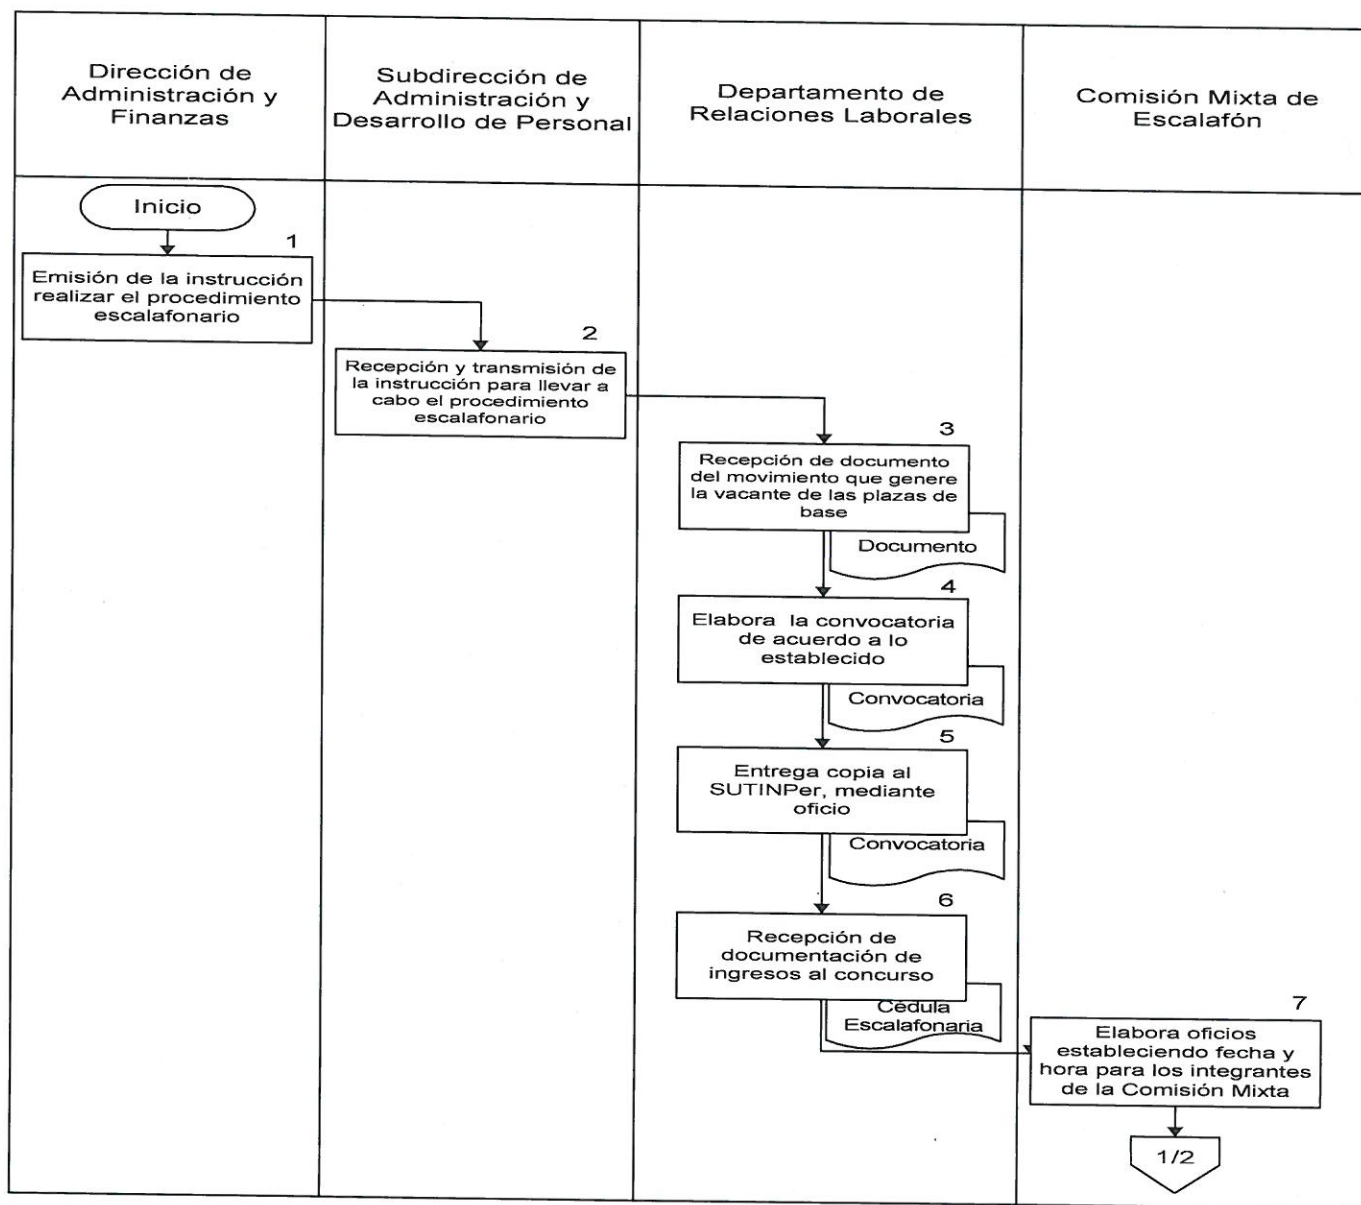 Dirección de
Administración y
Finanzas
Subdirección de
Administración y
Desarrollo de Personal
Departamento de
Relaciones Laborales
Comisión Mixta de
Escalafón
Inicio
1
Emisión de la instrucción
realizar el procedimiento
escalafonario
2
Recepción y transmisión de
la instrucción para llevar a
cabo el procedimiento
escalafonario
3
Recepción de documento
del movimiento que genere
la vacante de las plazas de
base
Documento
4
Elabora la convocatoria
de acuerdo a lo
establecido
Convocatoria
5
Entrega copia al
SUTINPer, mediante
oficio
Convocatoria
6
Recepción de
documentación de
ingresos al concurso
Cédula
Escalafonaria
7
Elabora oficios
estableciendo fecha y
hora para los integrantes
de la Comisión Mixta
1/2